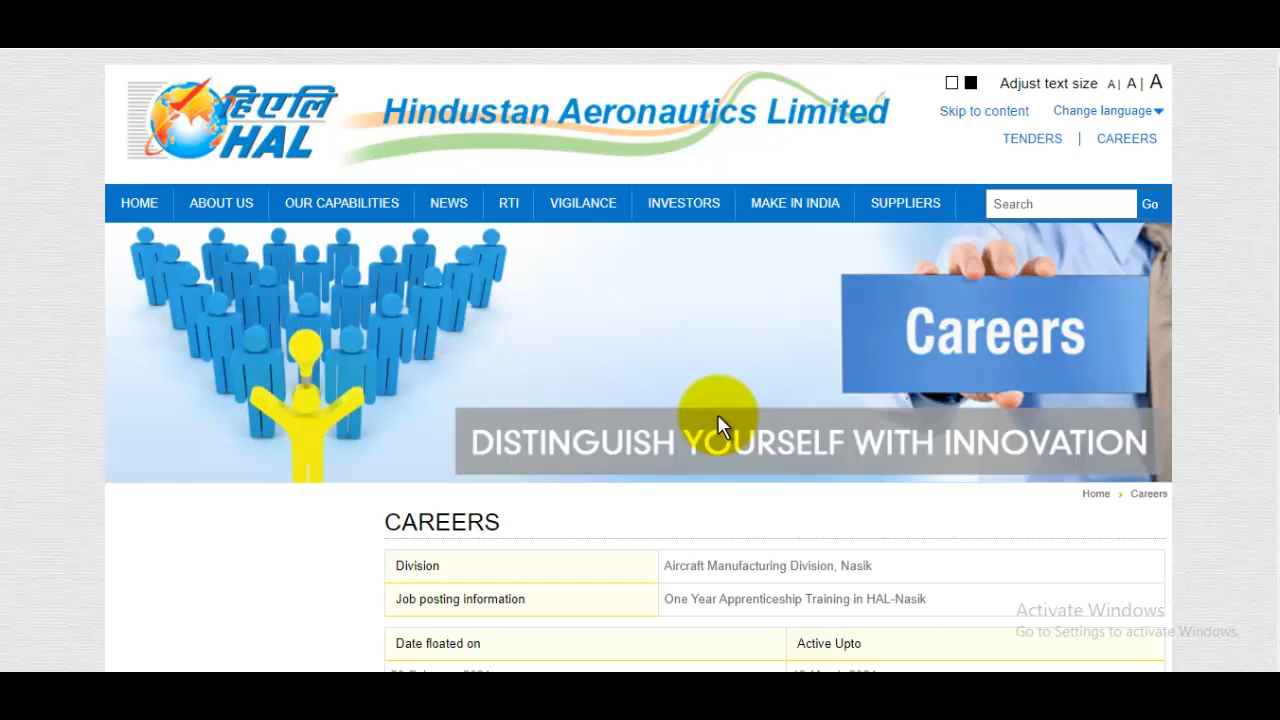 हिएलि
HAL
Hindustan Aeronautics Limited
Adjust text size A | A | A
Skip to content Change language
TENDERS | CAREERS
HOME ABOUT US OUR CAPABILITIES NEWS RTI VIGILANCE INVESTORS MAKE IN INDIA SUPPLIERS Search Go
Careers
DISTINGUISH YOURSELF WITH INNOVATION
Home › Careers
CAREERS
Division Aircraft Manufacturing Division, Nasik
Job posting information One Year Apprenticeship Training in HAL-Nasik
Activate Windows
Go to Settings to activate Windows.
Date floated on Active Upto